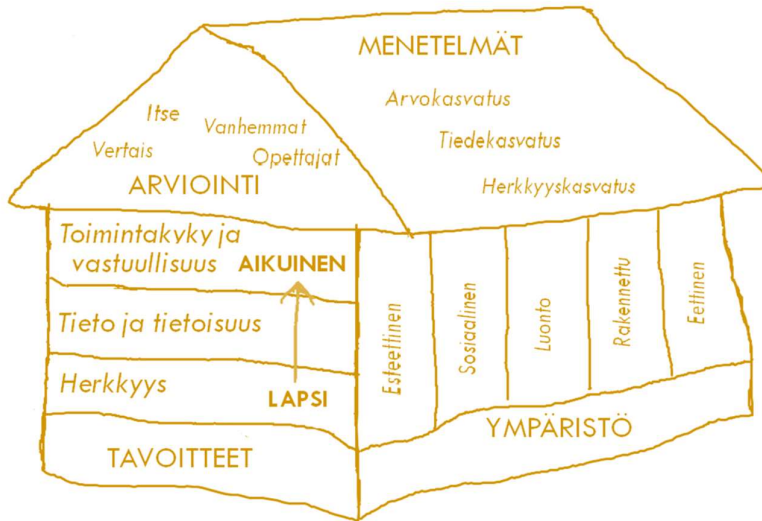 MENETELMÄT
Arvokasvatus
Tiedekasvatus
Herkkyyskasvatus
Itse
Vanhemmat
Vertais
Opettajat
ARVIOINTI
Toimintakyky ja
vastuullisuus AIKUINEN
Tieto ja tietoisuus
Herkkyys
LAPSI
TAVOITTEET
Esteettinen
Sosiaalinen
Luonto
Rakennettu
Eettinen
YMPÄRISTÖ